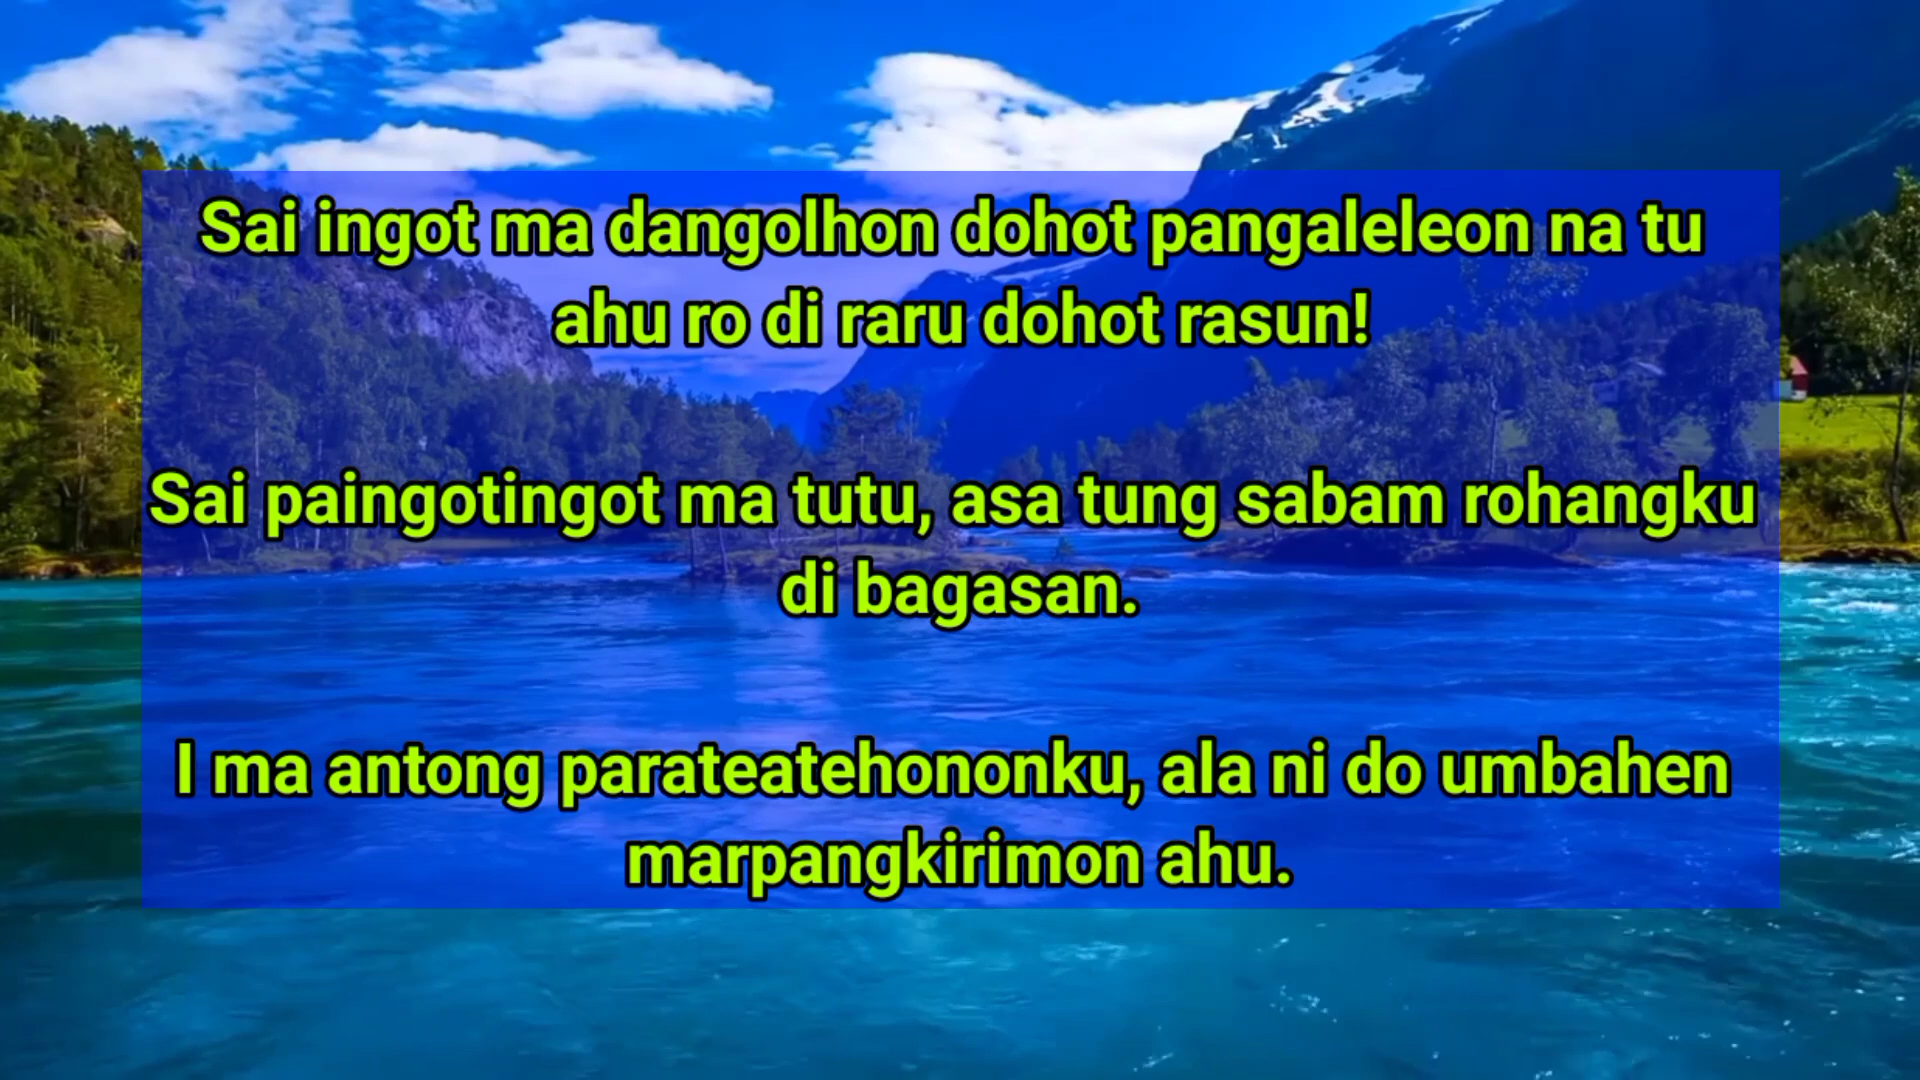 Sai ingot ma dangolhon dohot pangaleleon na tu
ahu ro di raru dohot rasun!
Sai paingotingot ma tutu, asa tung sabam rohangku
di bagasan.
I ma antong parateatehononku, ala ni do umbahen
marpangkirimon ahu.